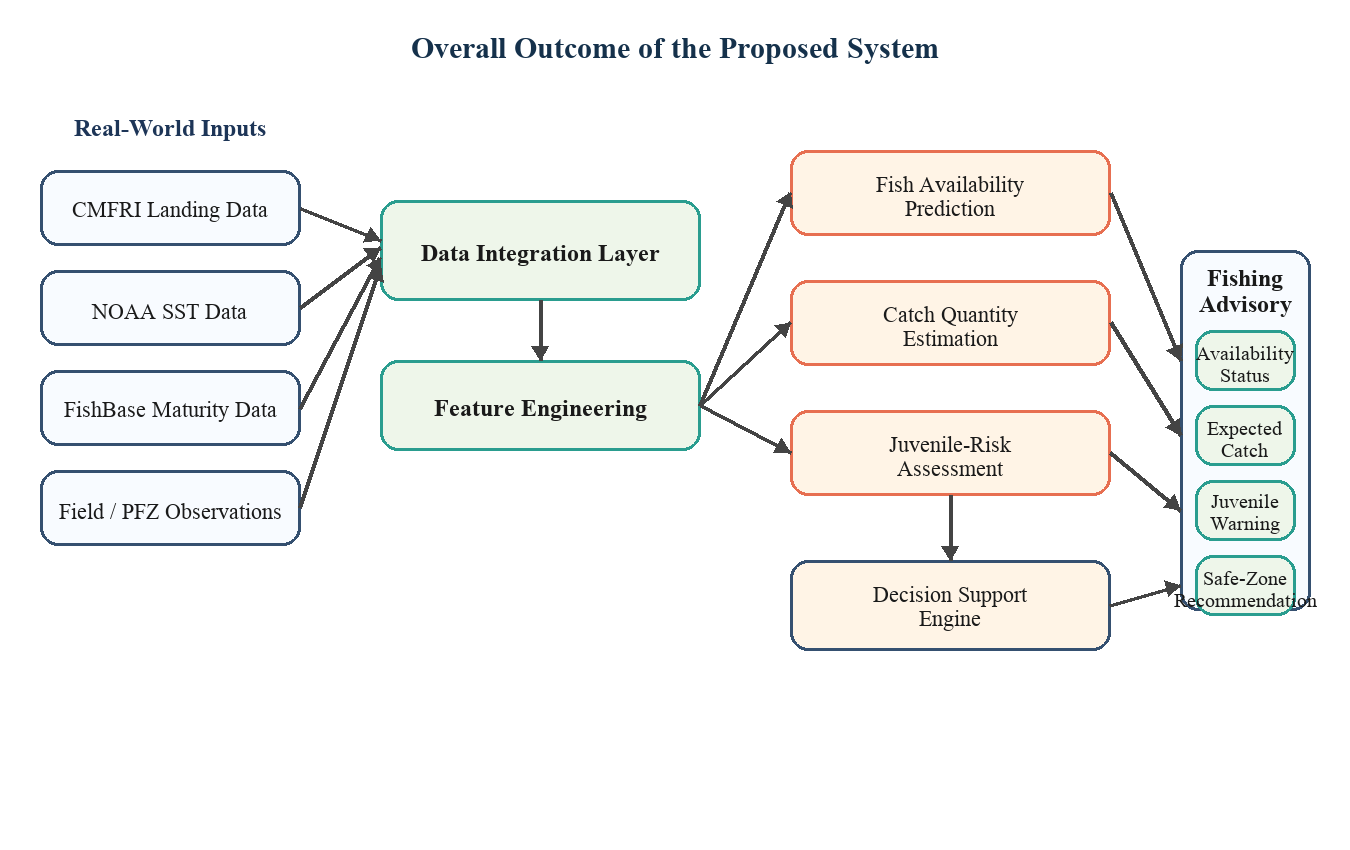 Overall Outcome of the Proposed System
Real-World Inputs
CMFRI Landing Data
NOAA SST Data
FishBase Maturity Data
Field / PFZ Observations
Data Integration Layer
Feature Engineering
Fish Availability
Prediction
Catch Quantity
Estimation
Juvenile-Risk
Assessment
Decision Support
Engine
Fishing
Advisory
Availability
Status
Expected
Catch
Juvenile
Warning
Safe-Zone
Recommendation